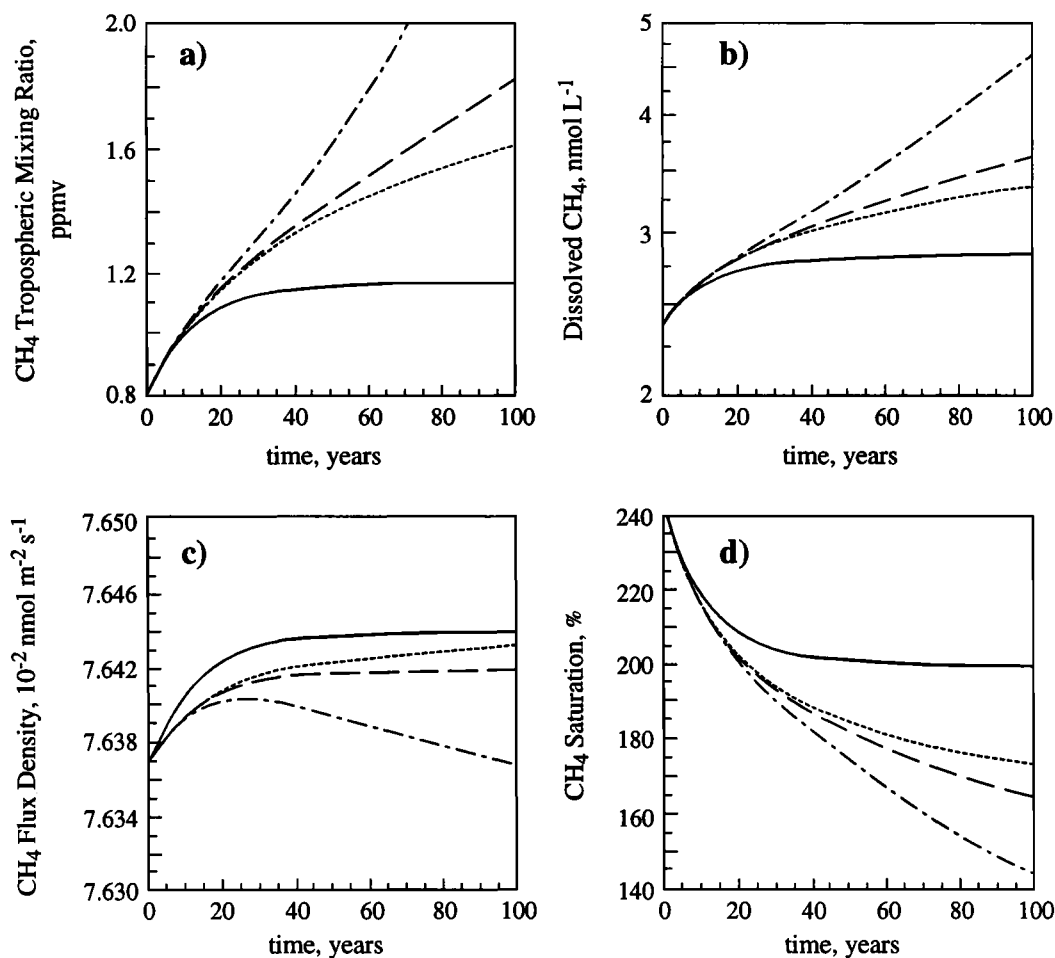 a)
CH4 Tropospheric Mixing Ratio,
ppmv
2.0
1.6
1.2
0.8
0 20 40 60 80 100
time, years
b)
Dissolved CH4, nmol L-1
5
4
3
2
0 20 40 60 80 100
time, years
c)
CH4 Flux Density, 10-2 nmol m-2 s-1
7.650
7.646
7.642
7.638
7.634
7.630
0 20 40 60 80 100
time, years
d)
CH4 Saturation, %
240
220
200
180
160
140
0 20 40 60 80 100
time, years